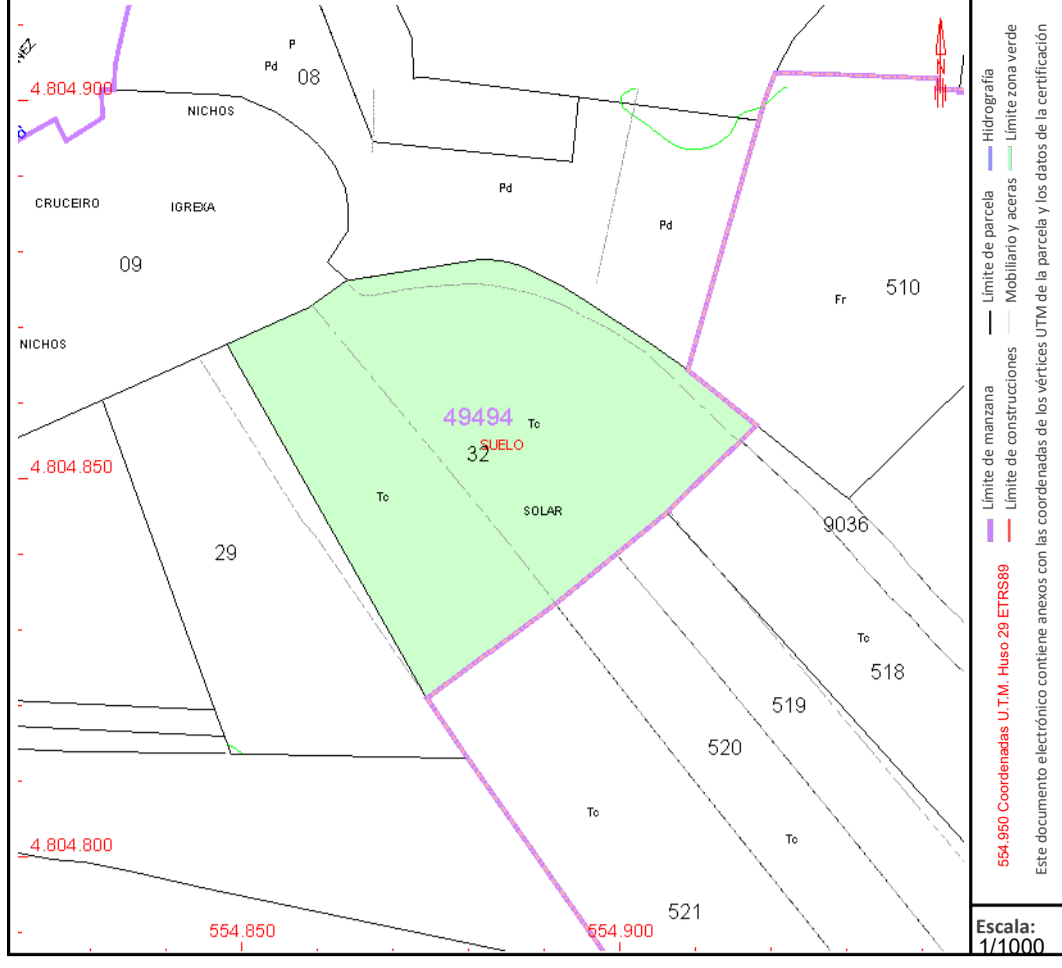 P
Pd
08
4.804.900
NICHOS
CRUCEIRO
IGREXA
Pd
Pd
09
510
Fr
NICHOS
49494
Tc
SUELO
32
4.804.850
Tc
SOLAR
9036
29
Tc
518
519
520
Tc
Tc
4.804.800
521
554.850
554.900
554.950 Coordenadas U.T.M. Huso 29 ETRS89
Límite de manzana
Límite de parcela
Hidrografía
Límite de construcciones
Mobiliario y aceras
Límite zona verde
Este documento electrónico contiene anexos con las coordenadas de los vértices UTM de la parcela y los datos de la certificación
Escala:
1/1000